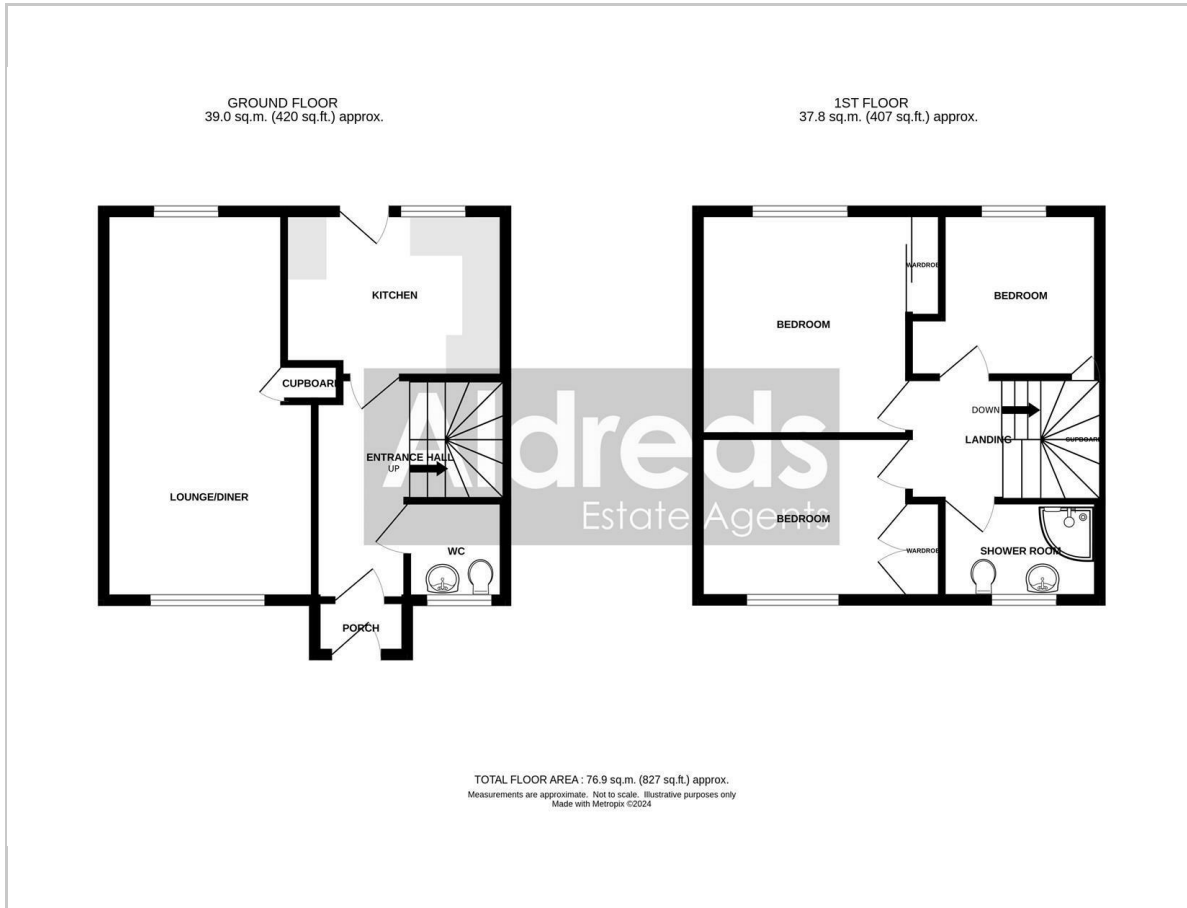 GROUND FLOOR
39.0 sq.m. (420 sq.ft.) approx.
1ST FLOOR
37.8 sq.m. (407 sq.ft.) approx.
KITCHEN
CUPBOARD
ENTRANCE HALL
UP
LOUNGE/DINER
WC
PORCH
WARDROBE
BEDROOM
BEDROOM
DOWN
LANDING
CUPBOARD
BEDROOM
WARDROBE
SHOWER ROOM
Aldreds
Estate Agents
TOTAL FLOOR AREA : 76.9 sq.m. (827 sq.ft.) approx.
Measurements are approximate. Not to scale. Illustrative purposes only
Made with Metropix ©2024